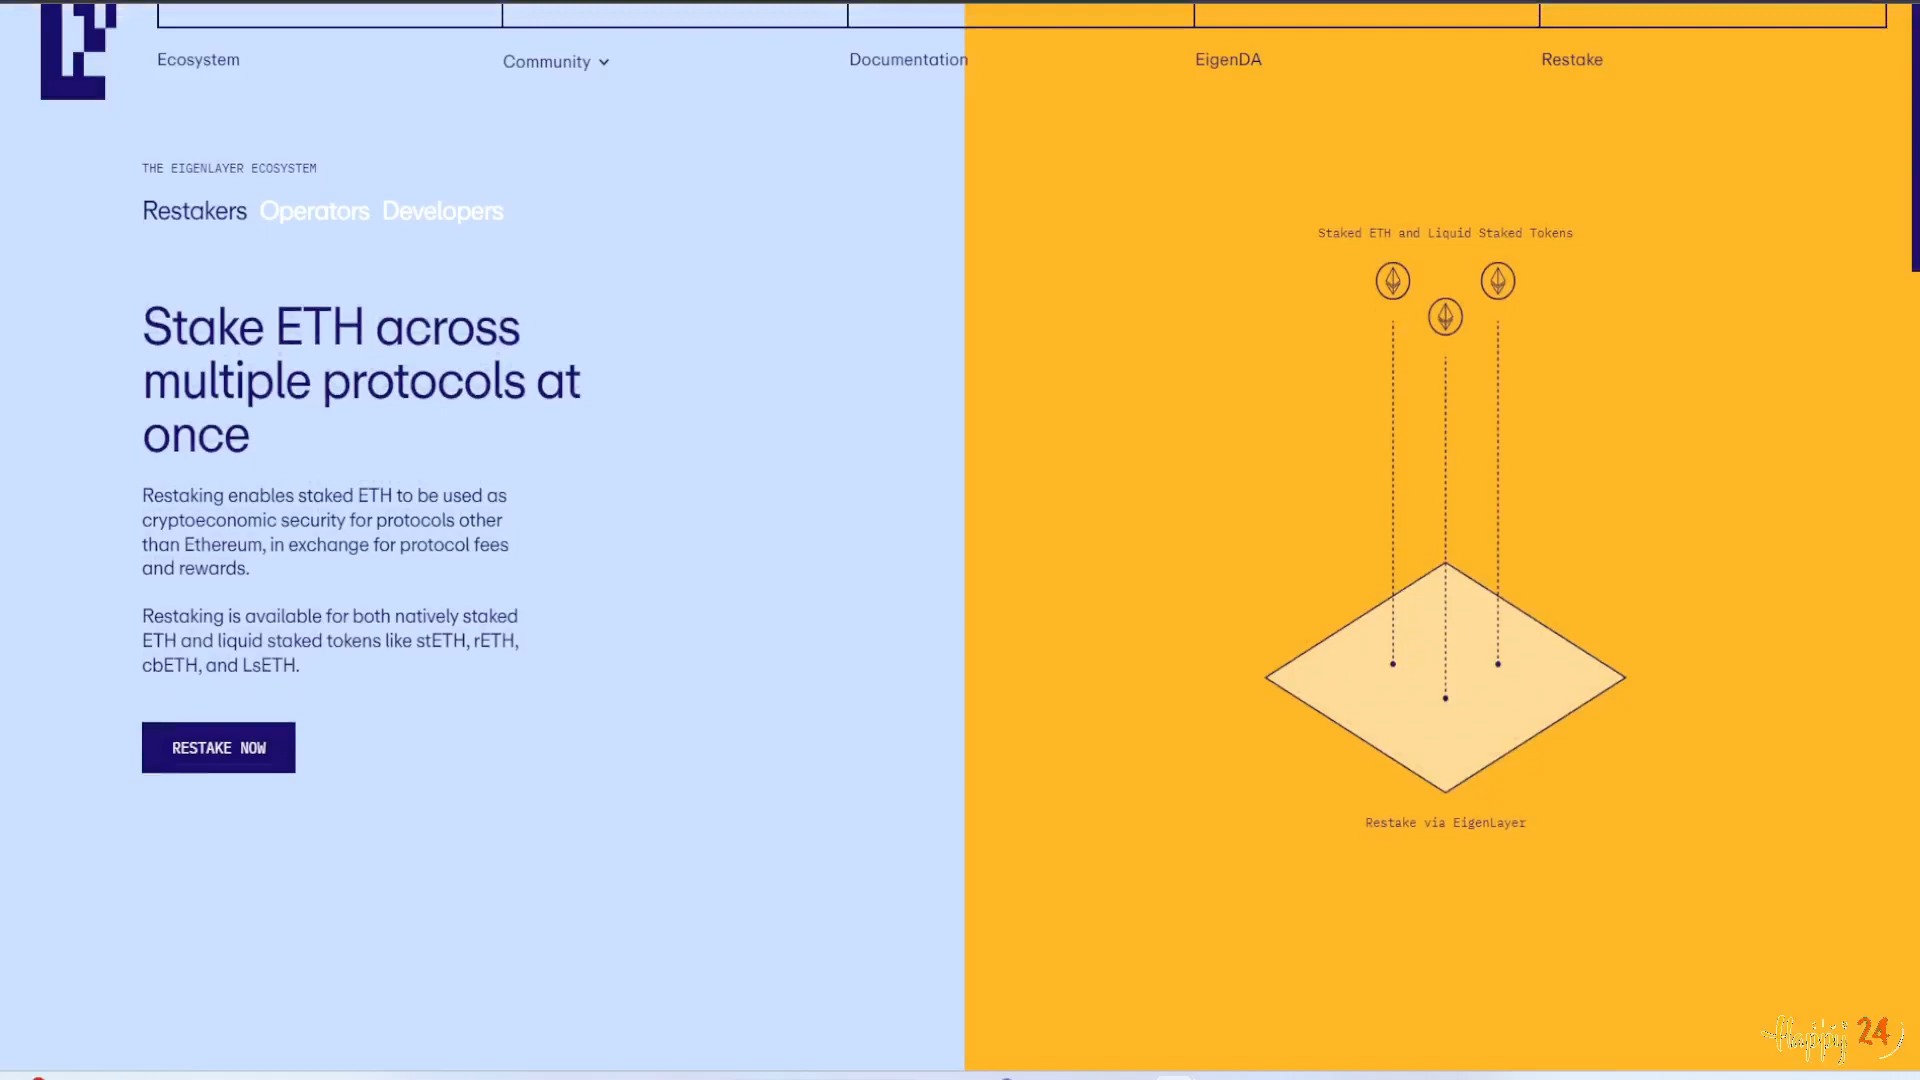 Ecosystem
Community
Documentation
EigenDA
Restake
THE EIGENLAYER ECOSYSTEM
Restakers Operators Developers
Stake ETH across
multiple protocols at
once
Restaking enables staked ETH to be used as
cryptoeconomic security for protocols other
than Ethereum, in exchange for protocol fees
and rewards.
Restaking is available for both natively staked
ETH and liquid staked tokens like stETH, rETH,
cbETH, and LsETH.
RESTAKE NOW
Staked ETH and Liquid Staked Tokens
Restake via EigenLayer
Happy 24